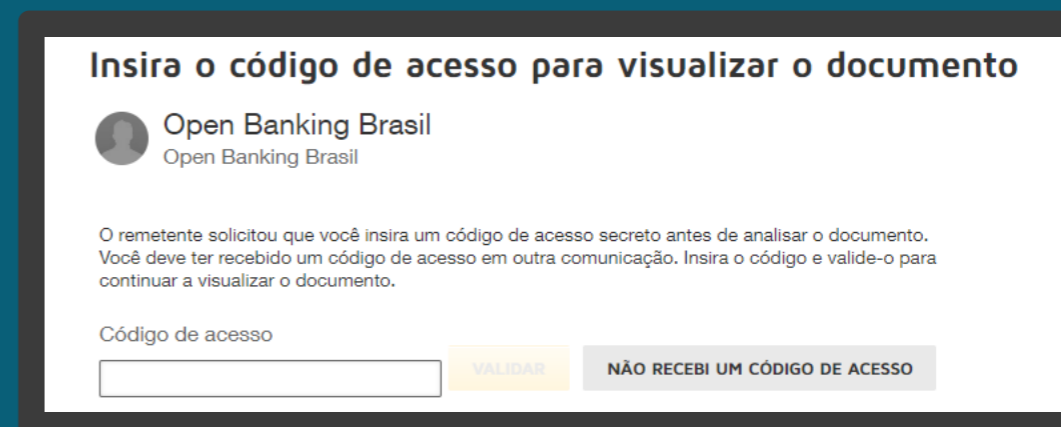 Insira o código de acesso para visualizar o documento
Open Banking Brasil
Open Banking Brasil
O remetente solicitou que você insira um código de acesso secreto antes de analisar o documento.
Você deve ter recebido um código de acesso em outra comunicação. Insira o código e valide-o para
continuar a visualizar o documento.
Código de acesso
VALIDAR
NÃO RECEBI UM CÓDIGO DE ACESSO